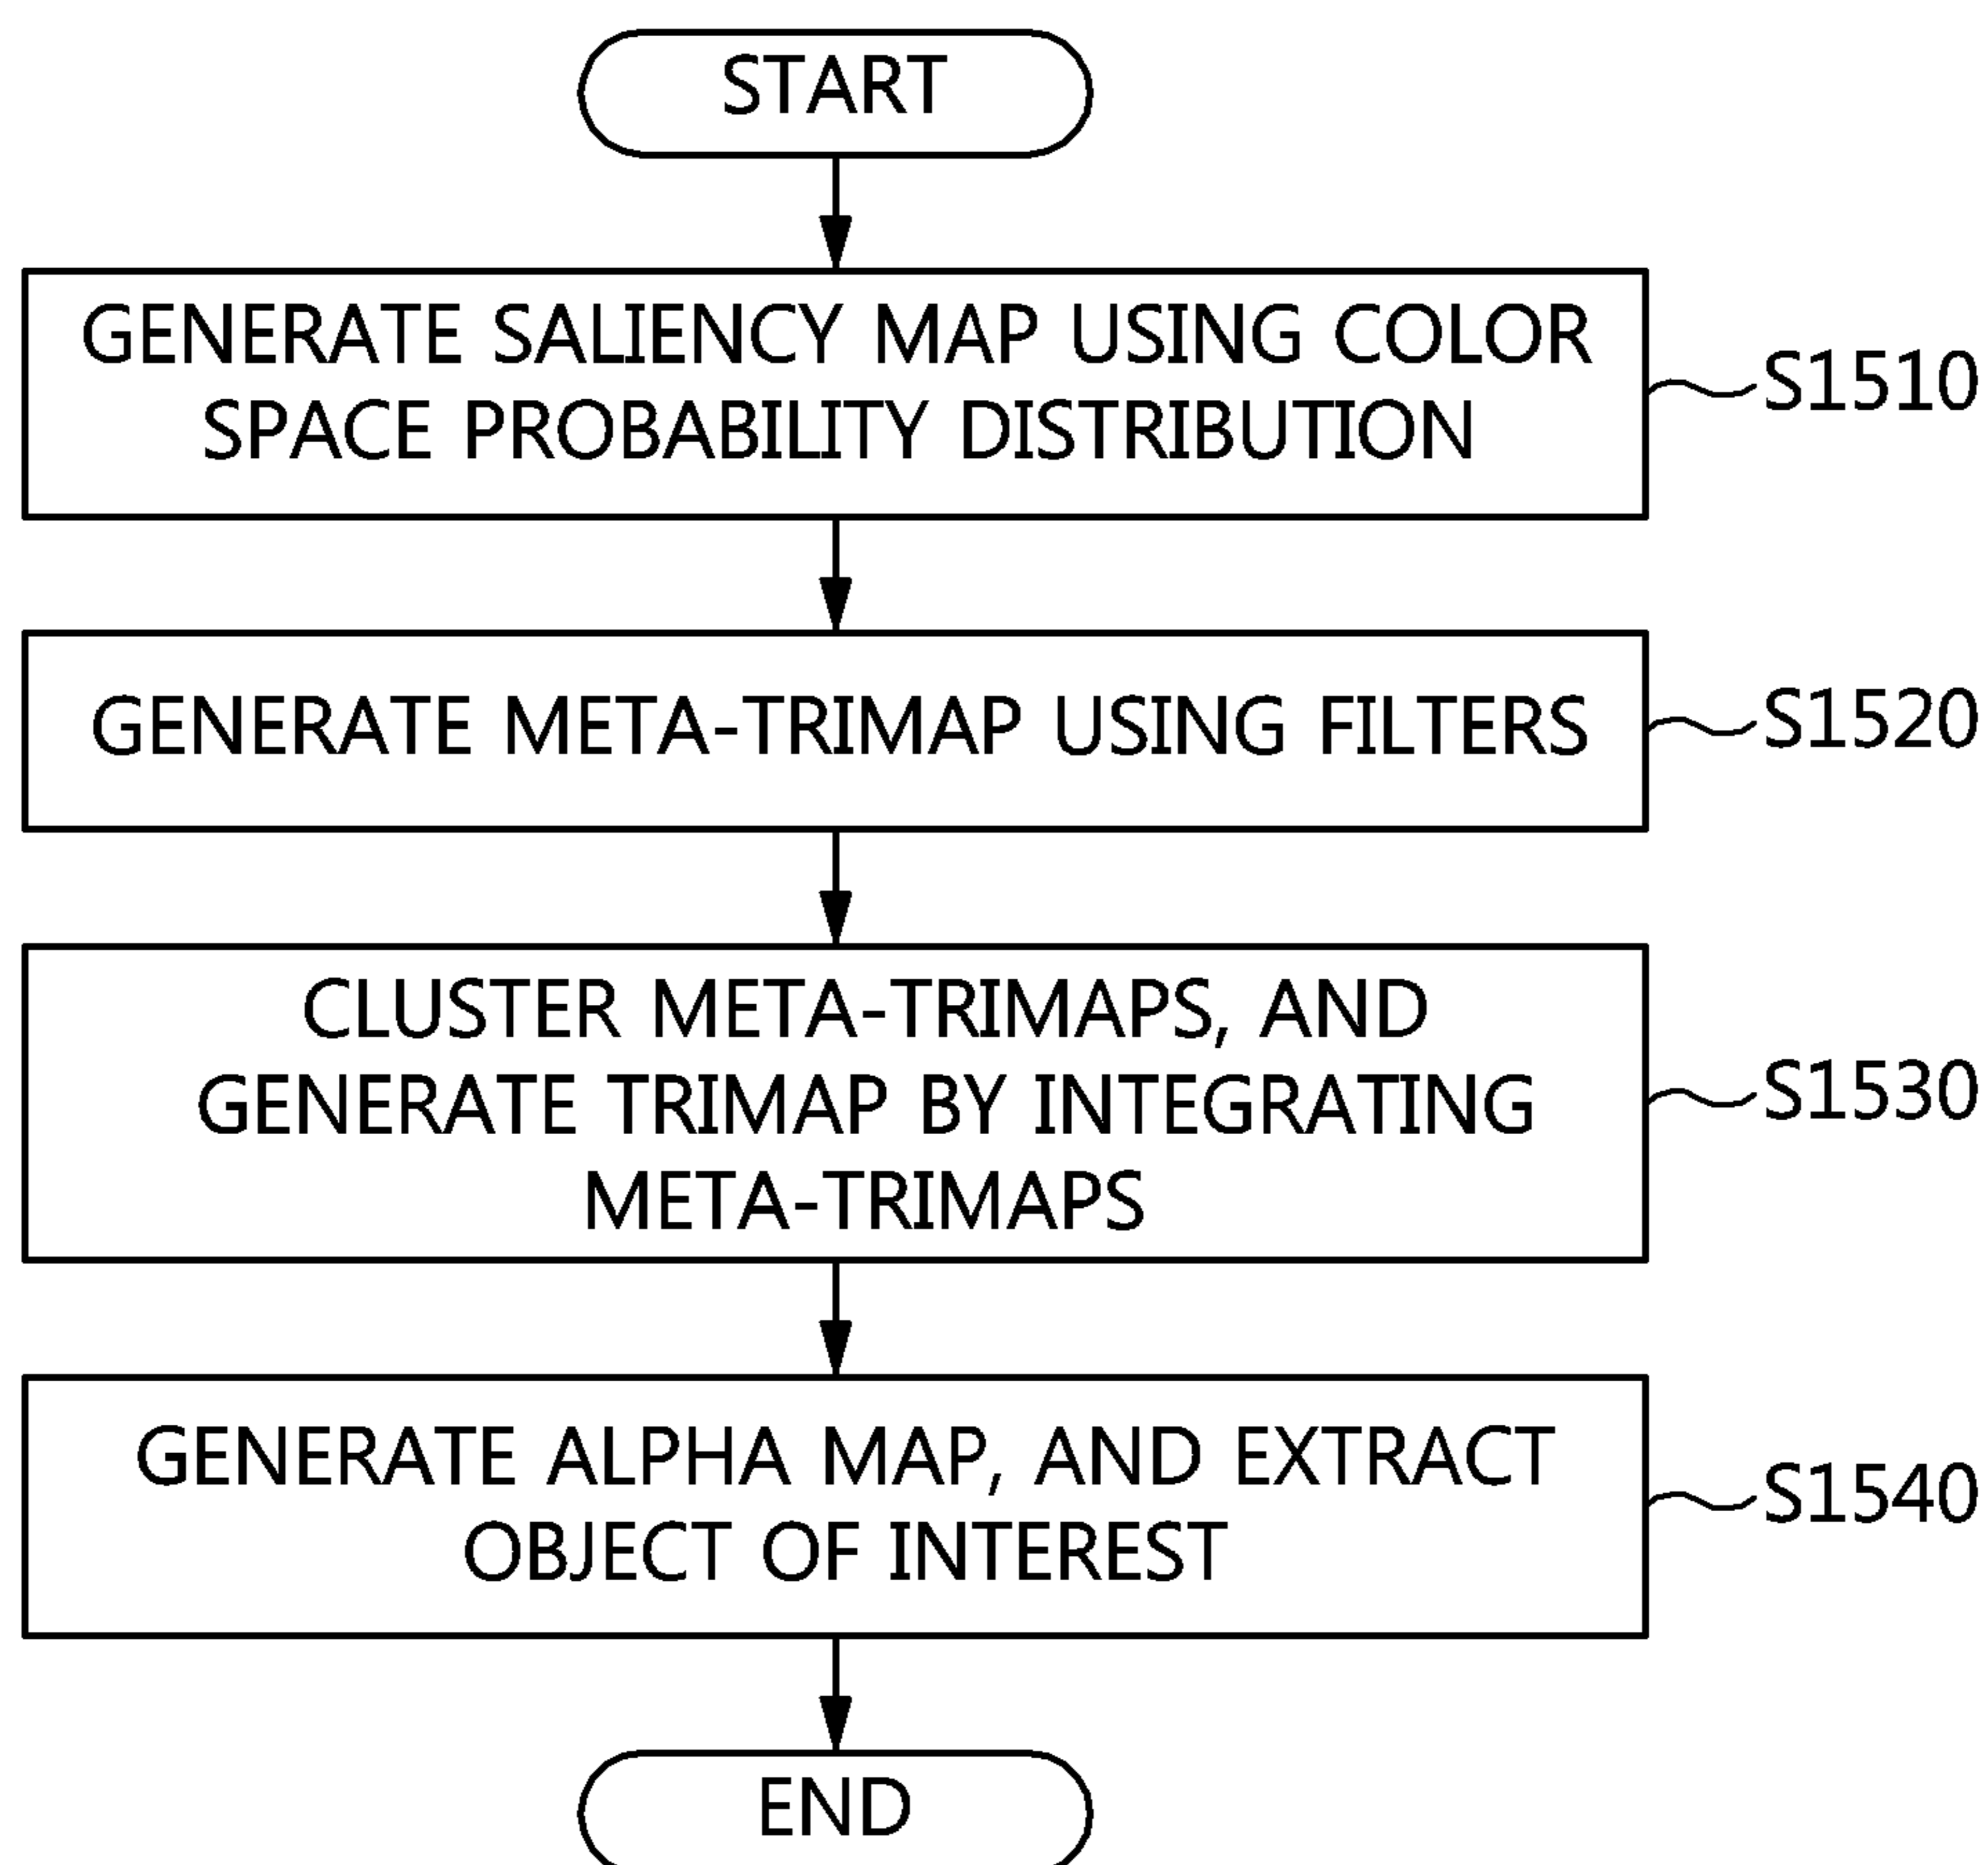 START
GENERATE SALIENCY MAP USING COLOR
SPACE PROBABILITY DISTRIBUTION
S1510
GENERATE META-TRIMAP USING FILTERS
S1520
CLUSTER META-TRIMAPS, AND
GENERATE TRIMAP BY INTEGRATING
META-TRIMAPS
S1530
GENERATE ALPHA MAP, AND EXTRACT
OBJECT OF INTEREST
S1540
END